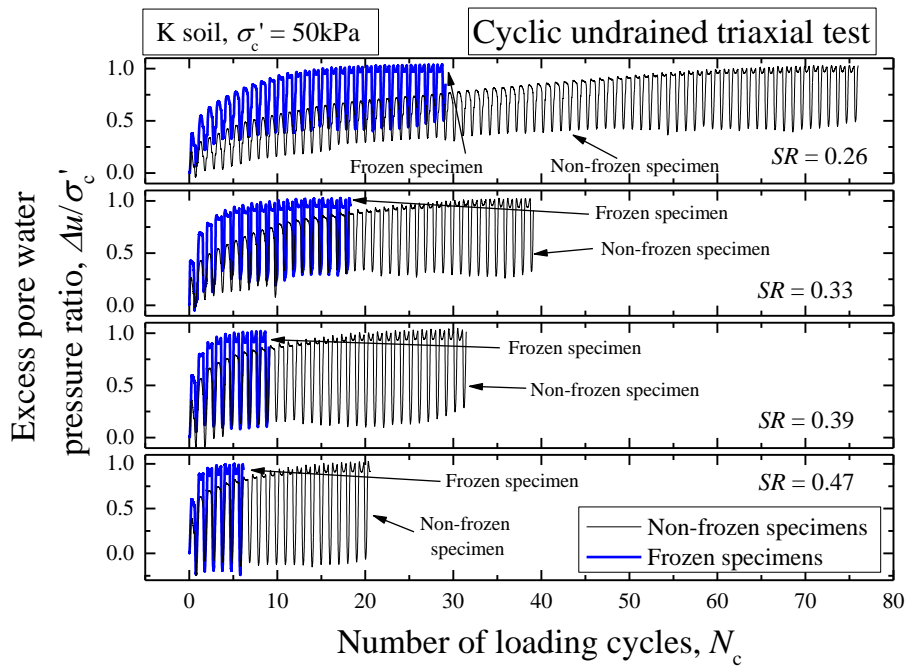 K soil, σc' = 50kPa
Cyclic undrained triaxial test
1.0
0.5
0.0
Frozen specimen
Non-frozen specimen
SR = 0.26
1.0
0.5
0.0
Frozen specimen
Non-frozen specimen
SR = 0.33
1.0
0.5
0.0
Frozen specimen
Non-frozen specimen
SR = 0.39
1.0
0.5
0.0
Frozen specimen
Non-frozen
specimen
SR = 0.47
Non-frozen specimens
Frozen specimens
0 10 20 30 40 50 60 70 80
Number of loading cycles, Nc
Excess pore water
pressure ratio, Δu/σc'